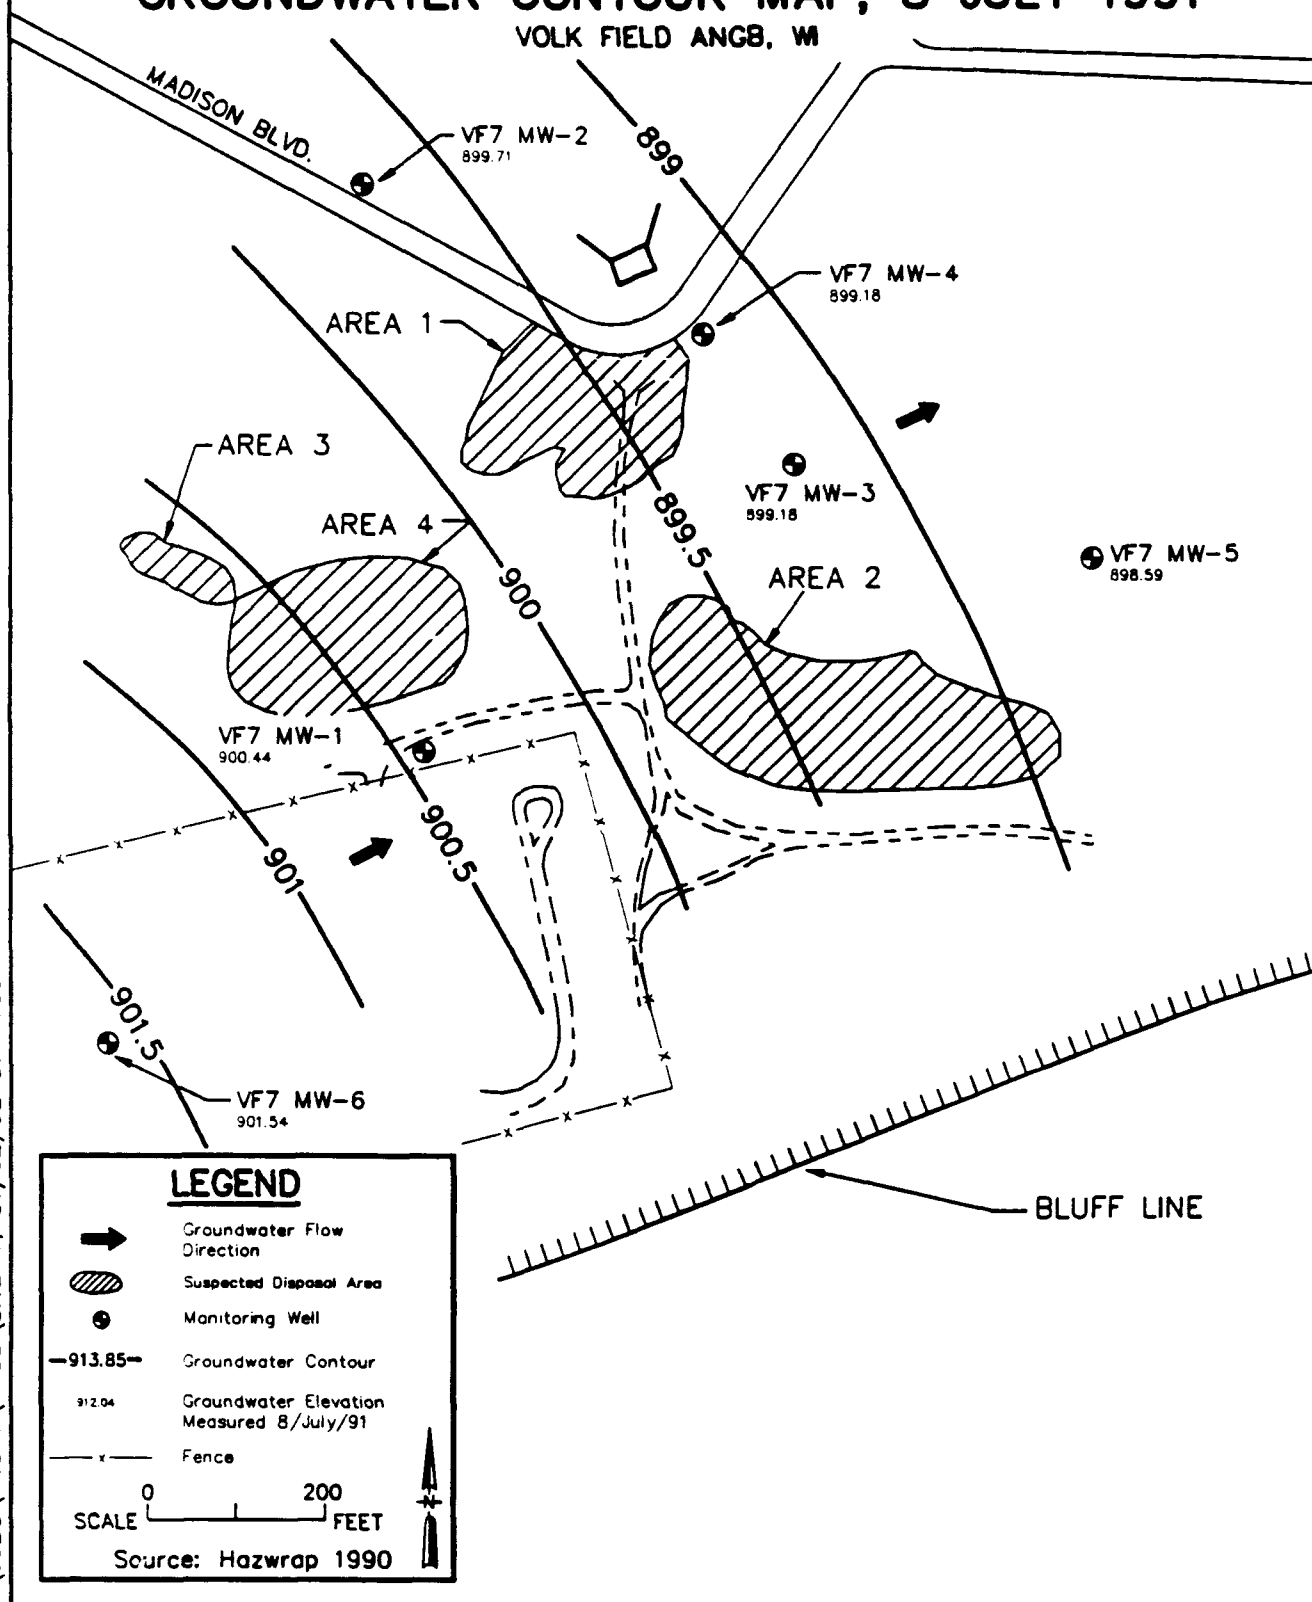 GROUNDWATER CONTOUR MAP, 8 JULY 1991
VOLK FIELD ANGB, WI
MADISON BLVD.
VF7 MW-2
899.71
899
VF7 MW-4
899.18
AREA 1
AREA 3
AREA 4
VF7 MW-3
899.18
899.5
VF7 MW-5
898.59
AREA 2
900
VF7 MW-1
900.44
900.5
901
901.5
VF7 MW-6
901.54
BLUFF LINE
LEGEND
Groundwater Flow
Direction
Suspected Disposal Area
Monitoring Well
913.85
Groundwater Contour
912.04
Groundwater Elevation
Measured 8/July/91
x
Fence
0 200
SCALE FEET
N
Source: Hazwrap 1990